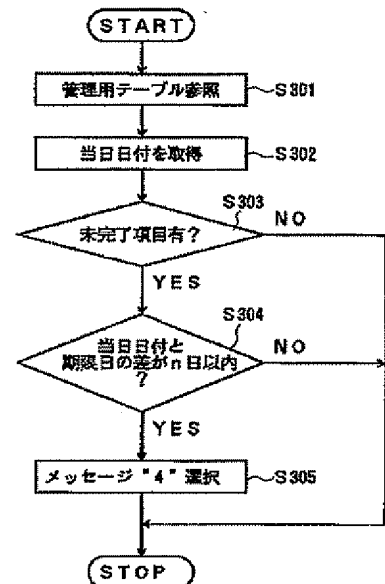 START
管理用テーブル参照
S301
当日日付を取得
S302
S303
未完了項目有?
NO
YES
S304
当日日付と
期限日の差がn日以内
?
NO
YES
メッセージ"4"選択
S305
STOP